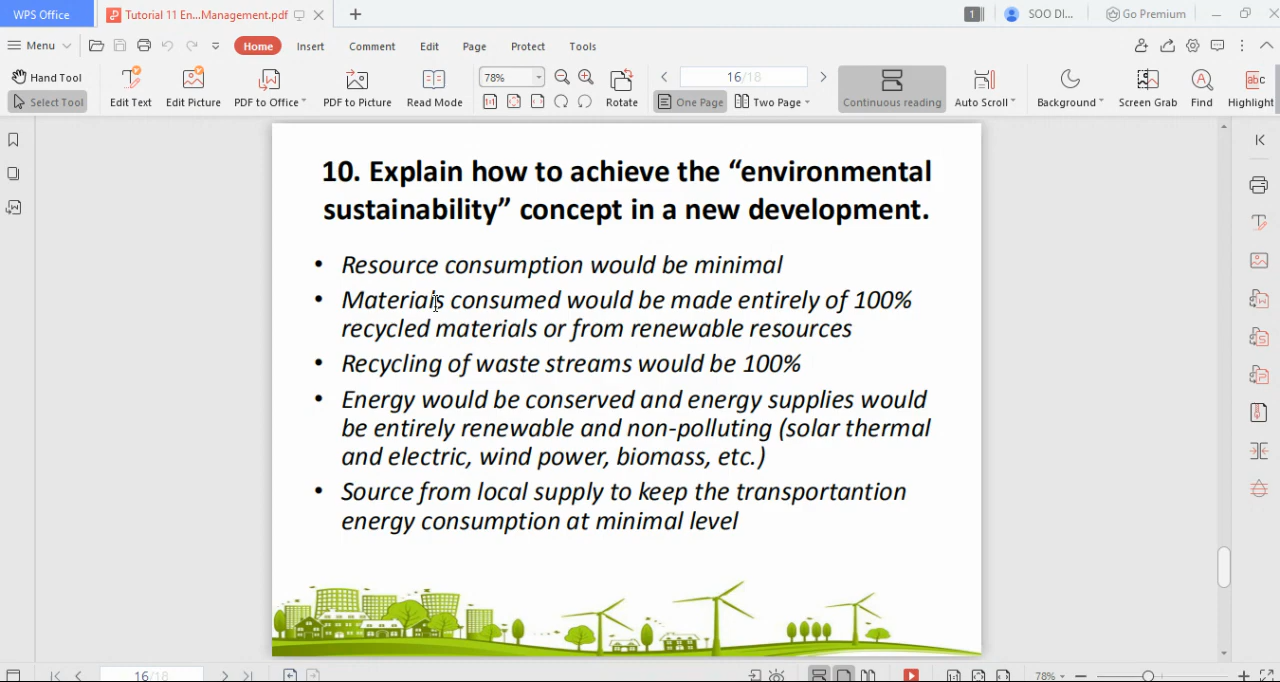 WPS Office
Tutorial 11 En...Management.pdf
1
SOO DI...
Go Premium
Menu
Home
Insert
Comment
Edit
Page
Protect
Tools
Hand Tool
Select Tool
Edit Text
Edit Picture
PDF to Office
PDF to Picture
Read Mode
78%
Rotate
16/18
One Page
Two Page
Continuous reading
Auto Scroll
Background
Screen Grab
Find
Highlight
10. Explain how to achieve the “environmental
sustainability” concept in a new development.
• Resource consumption would be minimal
• Materials consumed would be made entirely of 100%
recycled materials or from renewable resources
• Recycling of waste streams would be 100%
• Energy would be conserved and energy supplies would
be entirely renewable and non-polluting (solar thermal
and electric, wind power, biomass, etc.)
• Source from local supply to keep the transportantion
energy consumption at minimal level
16/18
78%